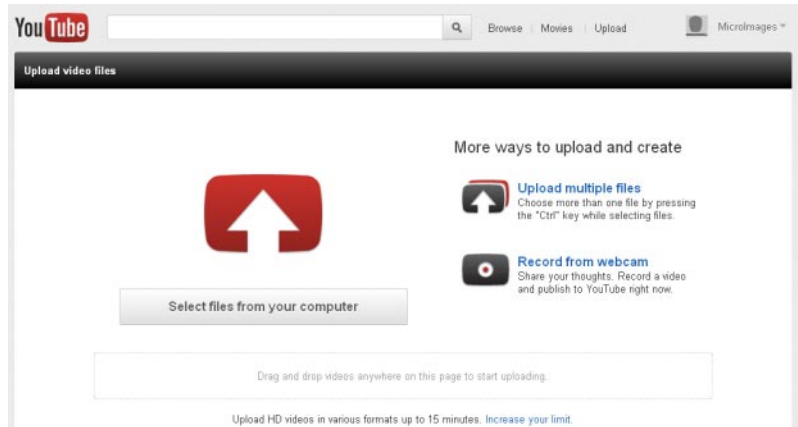 YouTube
Browse Movies Upload
MicroImages
Upload video files
More ways to upload and create
Upload multiple files
Choose more than one file by pressing
the "Ctrl" key while selecting files.
Record from webcam
Share your thoughts. Record a video
and publish to YouTube right now.
Select files from your computer
Drag and drop videos anywhere on this page to start uploading.
Upload HD videos in various formats up to 15 minutes. Increase your limit.